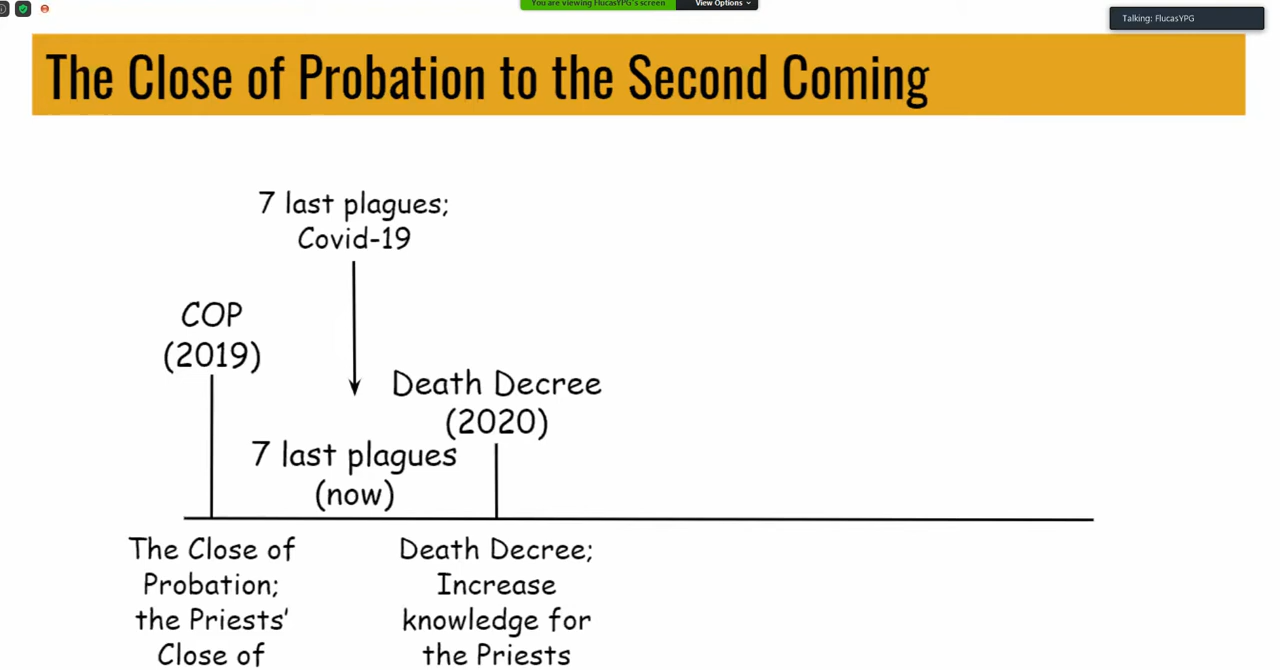 You are viewing FlucasYPG's screen
View Options
Talking: FlucasYPG
The Close of Probation to the Second Coming
7 last plagues;
Covid-19
COP
(2019)
Death Decree
(2020)
7 last plagues
(now)
The Close of
Probation;
the Priests'
Close of
Death Decree;
Increase
knowledge for
the Priests